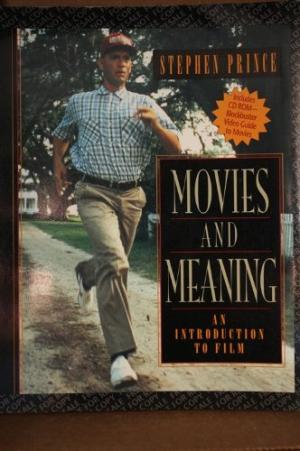 STEPHEN PRINCE
Includes
CD ROM—
Blockbuster
Video Guide
to Movies
MOVIES
AND
MEANING
AN
INTRODUCTION
TO FILM